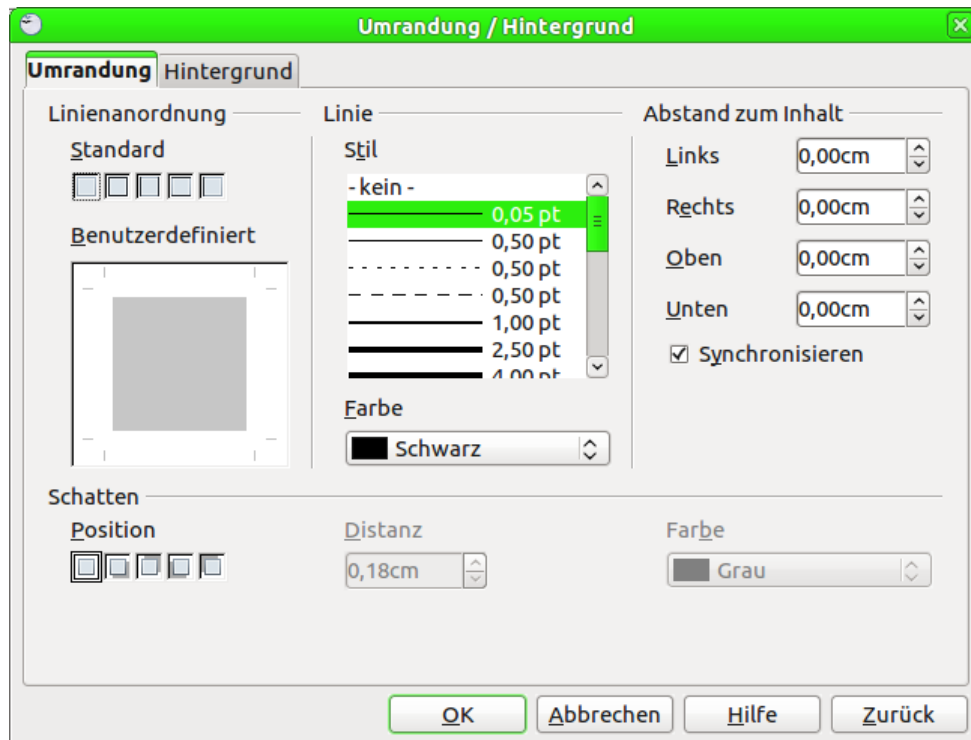 Umrandung / Hintergrund
Umrandung Hintergrund
Linienanordnung
Standard
Benutzerdefiniert
Linie
Stil
- kein -
0,05 pt
0,50 pt
0,50 pt
0,50 pt
1,00 pt
2,50 pt
4,00 pt
Farbe
Schwarz
Abstand zum Inhalt
Links 0,00cm
Rechts 0,00cm
Oben 0,00cm
Unten 0,00cm
Synchronisieren
Schatten
Position
Distanz
0,18cm
Farbe
Grau
OK Abbrechen Hilfe Zurück